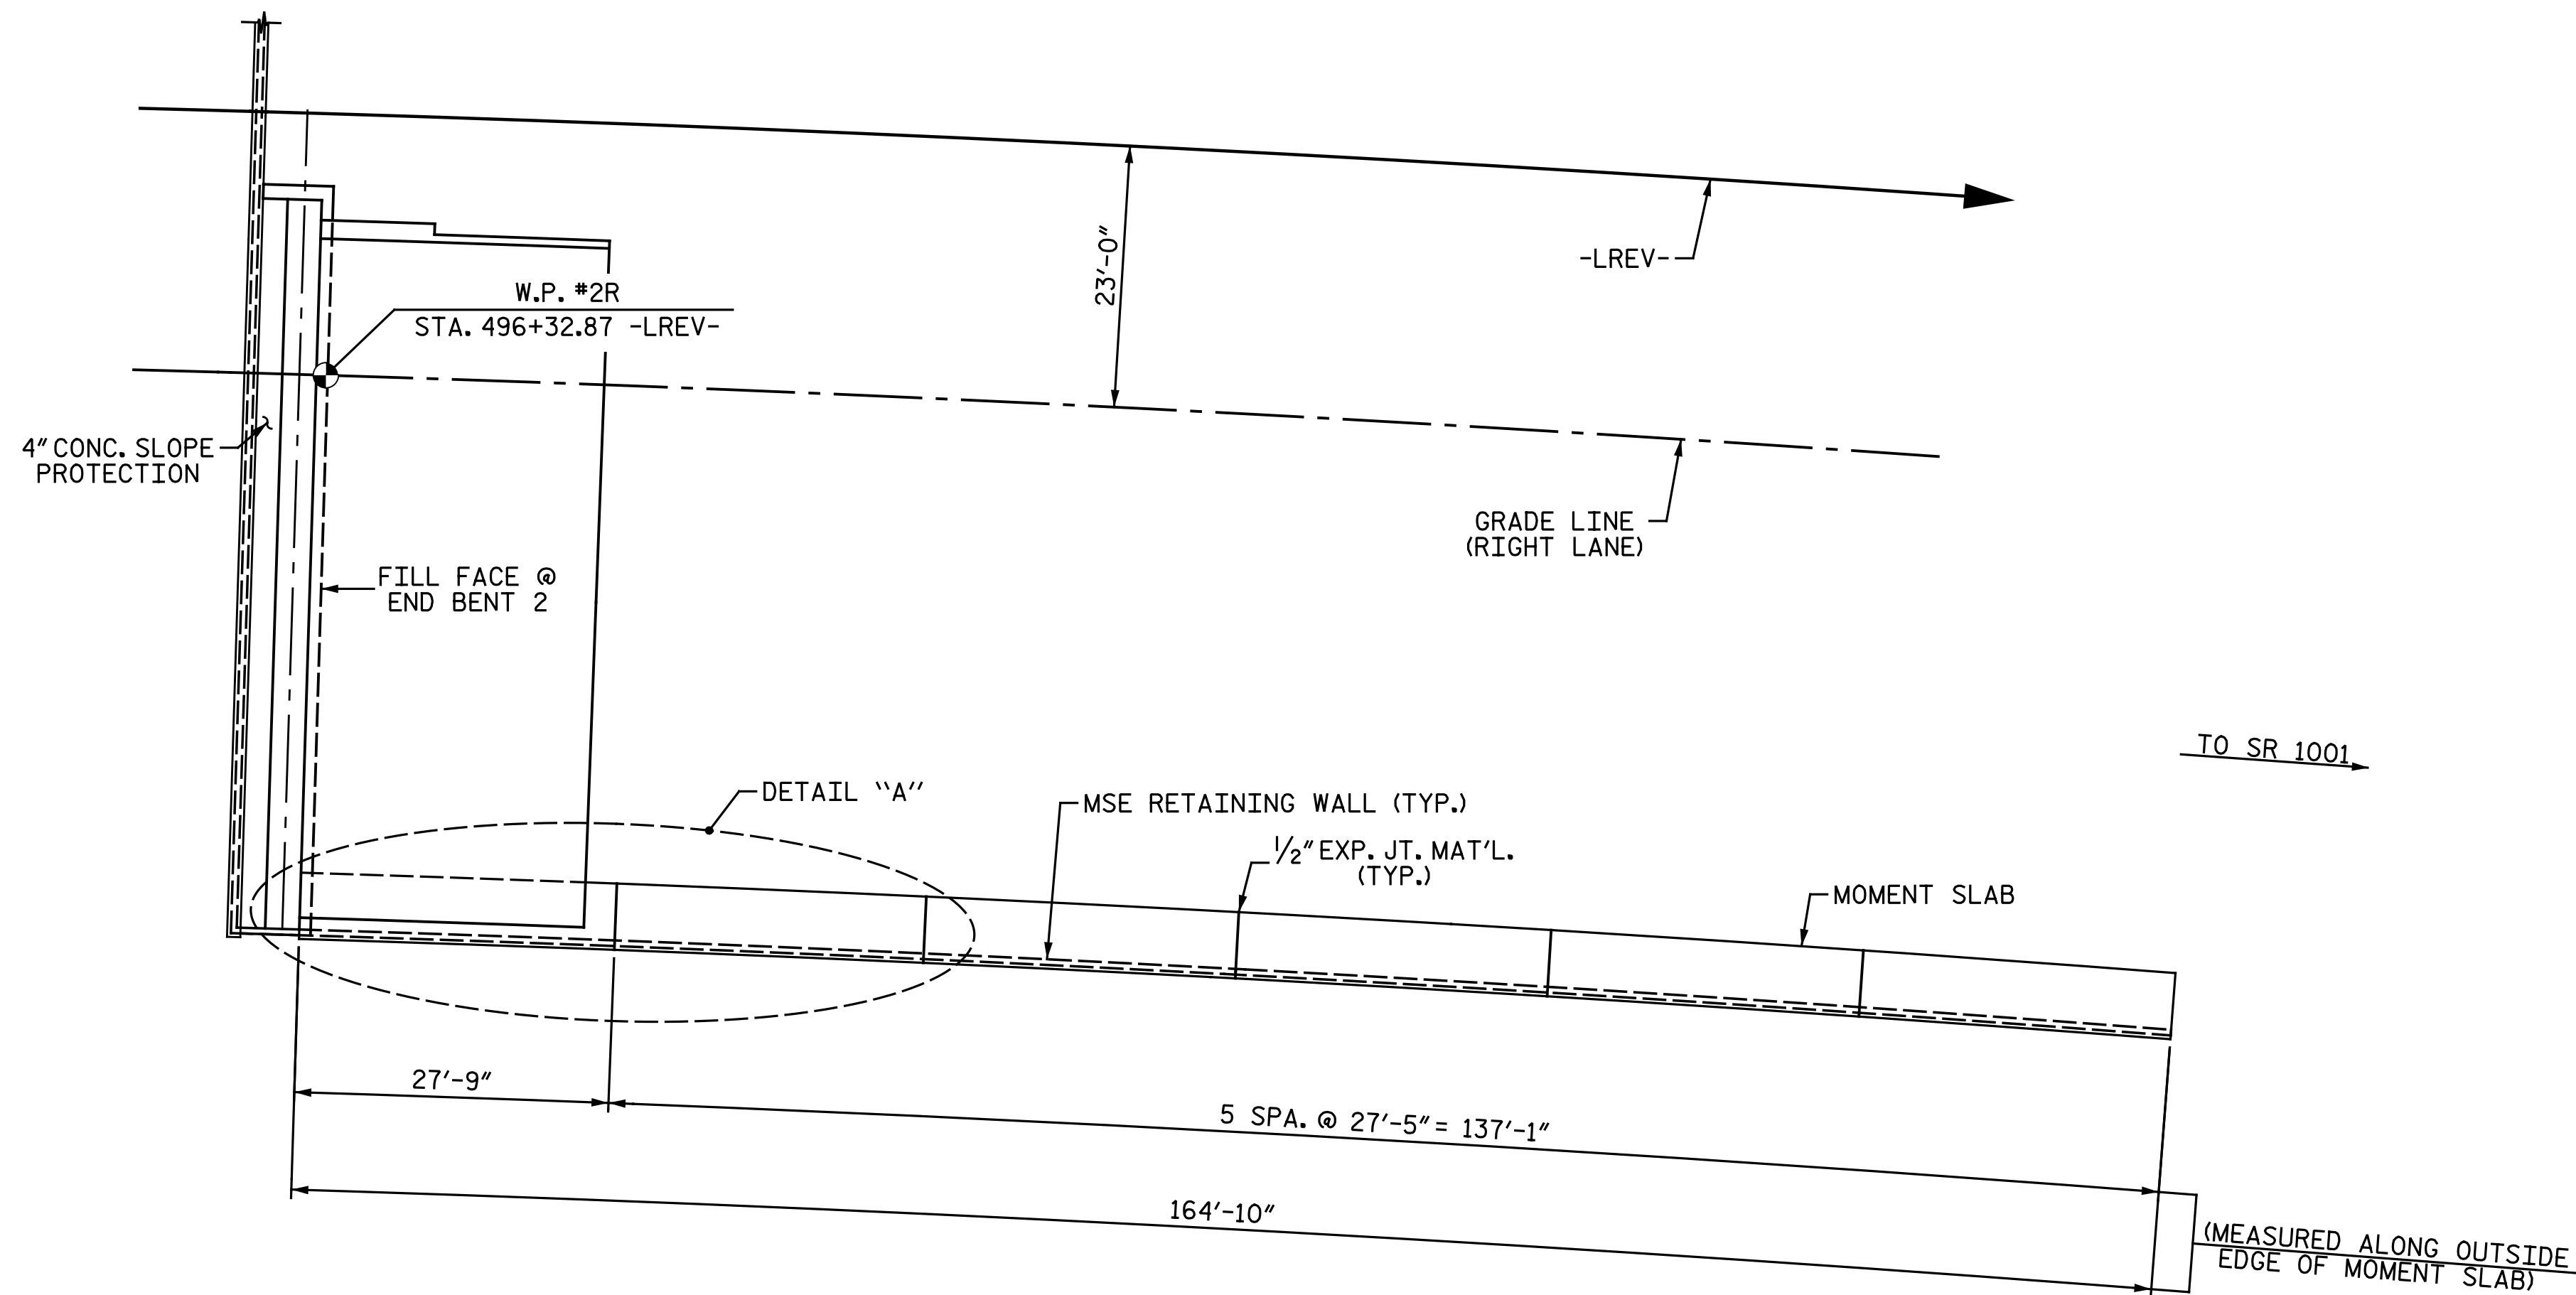 -LREV-
23'-0"
W.P. #2R
STA. 496+32.87 -LREV-
4" CONC. SLOPE
PROTECTION
GRADE LINE
(RIGHT LANE)
FILL FACE @
END BENT 2
TO SR 1001
DETAIL "A"
MSE RETAINING WALL (TYP.)
1/2" EXP. JT. MAT'L.
(TYP.)
MOMENT SLAB
27'-9"
5 SPA. @ 27'-5" = 137'-1"
164'-10"
(MEASURED ALONG OUTSIDE
EDGE OF MOMENT SLAB)